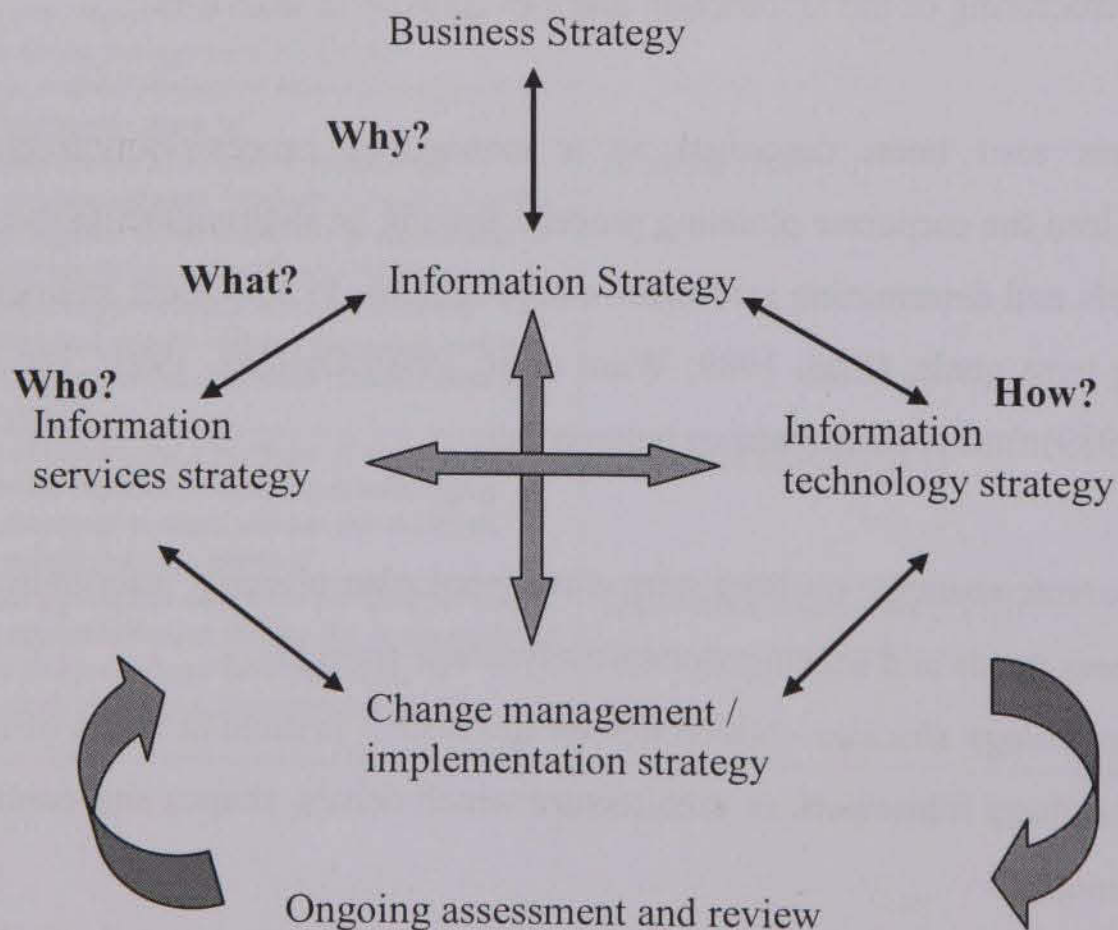 Business Strategy
Why?
What?
Information Strategy
Who?
How?
Information
services strategy
Information
technology strategy
Change management /
implementation strategy
Ongoing assessment and review